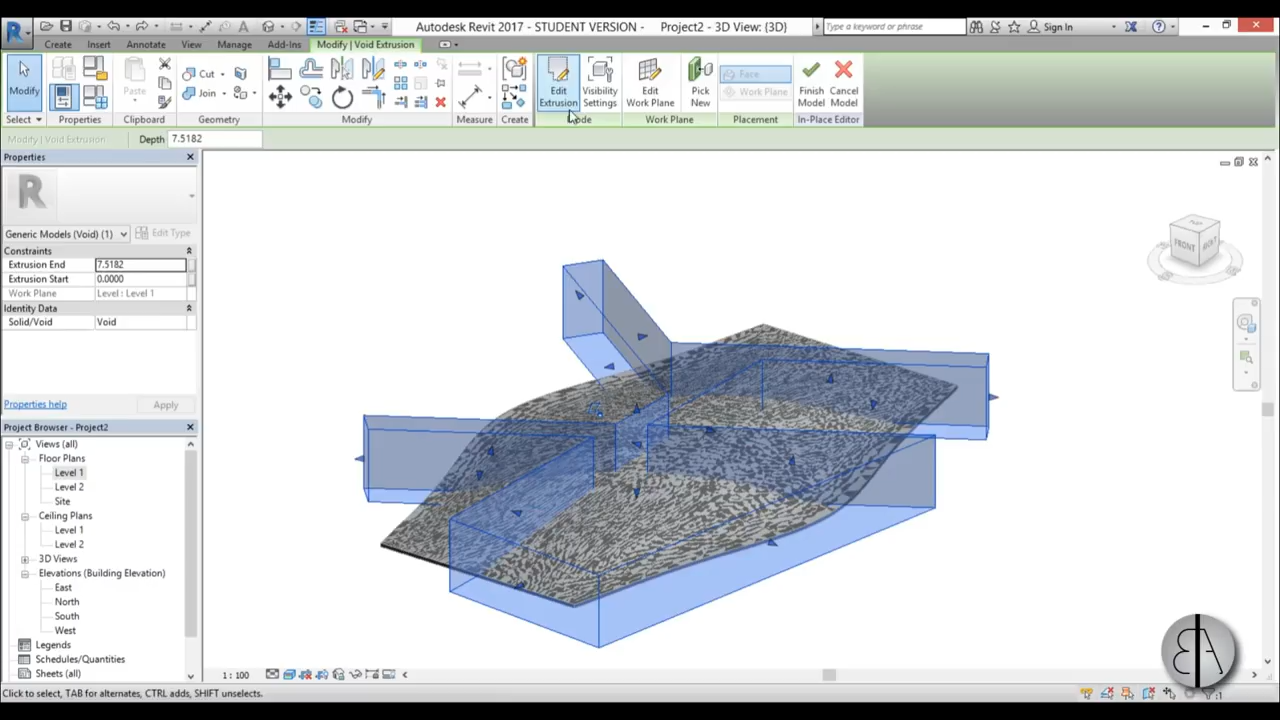 Autodesk Revit 2017 - STUDENT VERSION - Project2 - 3D View: {3D}
Type a keyword or phrase
Sign In
Create Insert Annotate View Manage Add-Ins Modify | Void Extrusion
Modify
Paste
Cut
Join
Edit Extrusion
Visibility Settings
Edit Work Plane
Pick New
Face
Work Plane
Finish Model
Cancel Model
Select Properties Clipboard Geometry Modify Measure Create Mode Work Plane Placement In-Place Editor
Modify | Void Extrusion Depth 7.5182
Properties
R
Generic Models (Void) (1) Edit Type
Constraints
Extrusion End 7.5182
Extrusion Start 0.0000
Work Plane Level : Level 1
Identity Data
Solid/Void Void
Properties help Apply
Project Browser - Project2
Views (all)
Floor Plans
Level 1
Level 2
Site
Ceiling Plans
Level 1
Level 2
3D Views
Elevations (Building Elevation)
East
North
South
West
Legends
Schedules/Quantities
Sheets (all)
TOP
FRONT
RIGHT
1 : 100
Click to select, TAB for alternates, CTRL adds, SHIFT unselects.
:1